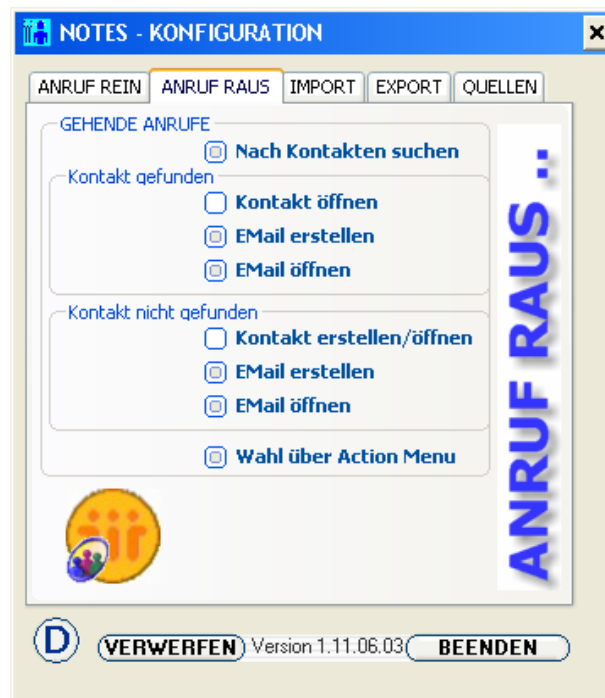 NOTES - KONFIGURATION
ANRUF REIN ANRUF RAUS IMPORT EXPORT QUELLEN
GEHENDE ANRUFE
Nach Kontakten suchen
Kontakt gefunden
Kontakt öffnen
EMail erstellen
EMail öffnen
Kontakt nicht gefunden
Kontakt erstellen/öffnen
EMail erstellen
EMail öffnen
Wahl über Action Menu
ANRUF RAUS ..
D VERWERFEN Version 1.11.06.03 BEENDEN